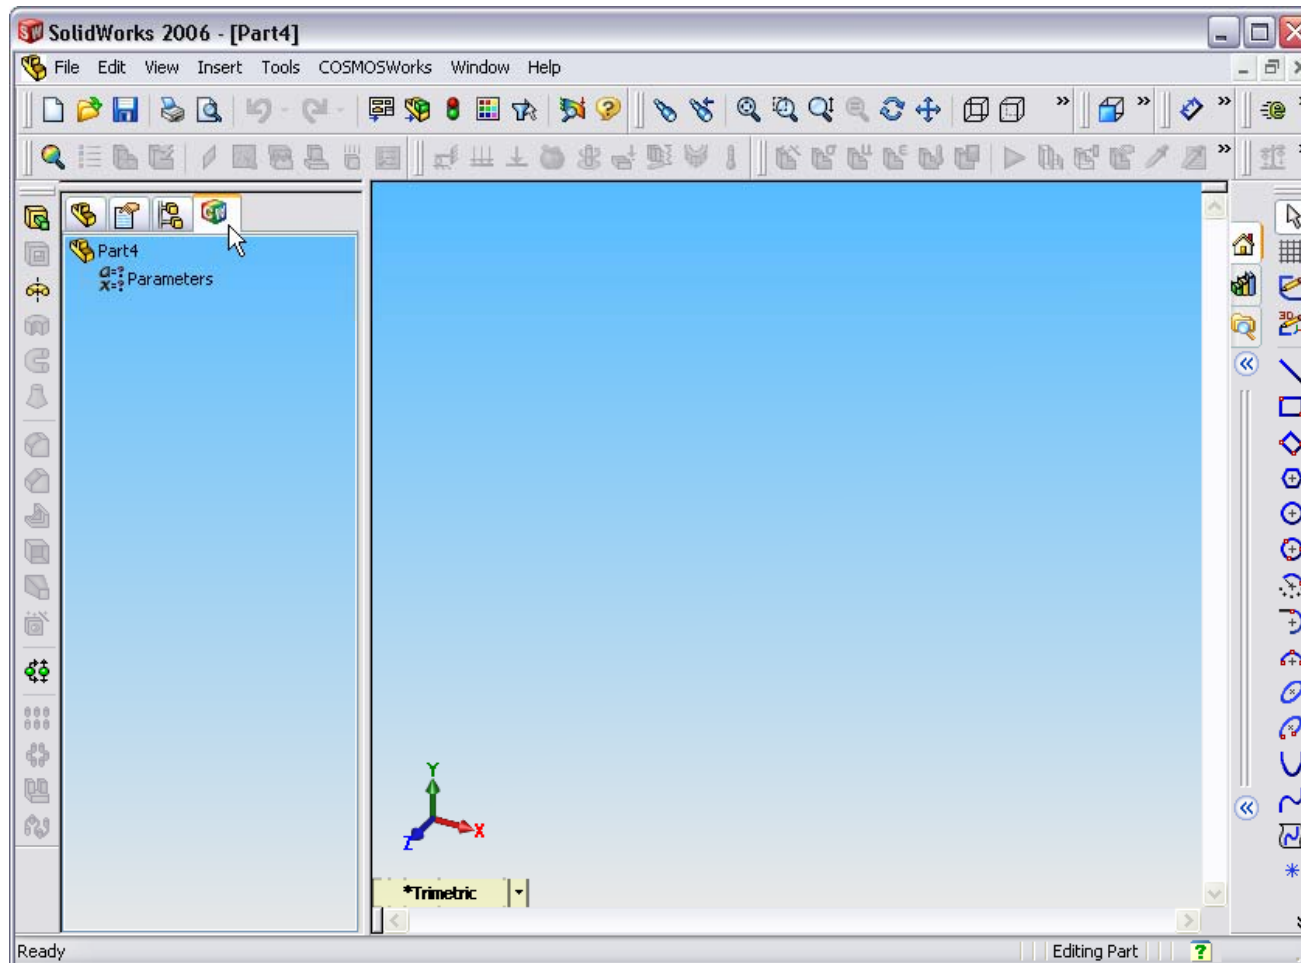 SolidWorks 2006 - [Part4]
File Edit View Insert Tools COSMOSWorks Window Help
Part4
Parameters
Y
X
Z
*Trimetric
Ready
Editing Part